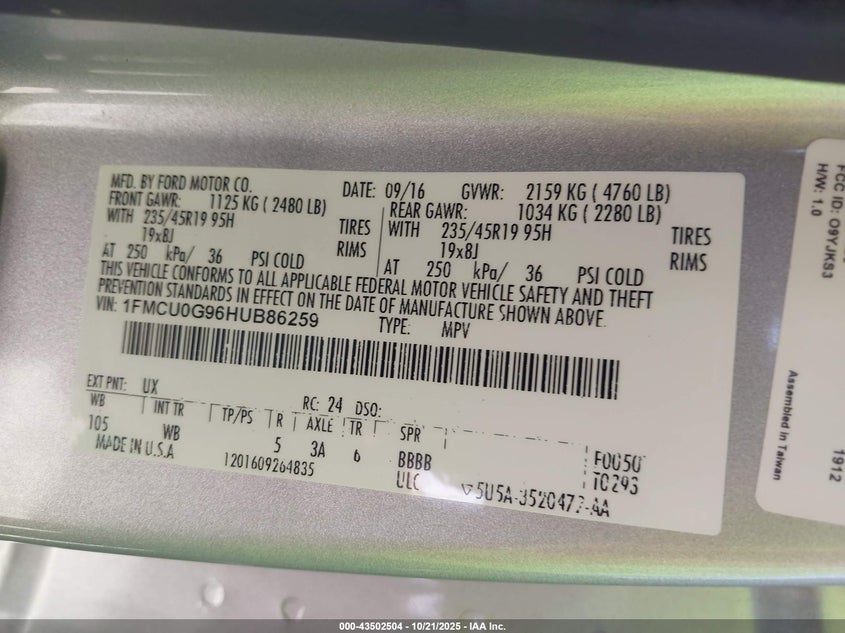 MFD. BY FORD MOTOR CO. DATE: 09/16 GVWR: 2159 KG ( 4760 LB)
FRONT GAWR: 1125 KG ( 2480 LB) REAR GAWR: 1034 KG ( 2280 LB)
WITH 235/45R19 95H TIRES WITH 235/45R19 95H TIRES
19x8J RIMS 19x8J RIMS
AT 250 kPa/ 36 PSI COLD AT 250 kPa/ 36 PSI COLD
THIS VEHICLE CONFORMS TO ALL APPLICABLE FEDERAL MOTOR VEHICLE SAFETY AND THEFT
PREVENTION STANDARDS IN EFFECT ON THE DATE OF MANUFACTURE SHOWN ABOVE.
VIN: 1FMCU0G96HUB86259 TYPE: MPV
EXT PNT: UX RC: 24 DSO:
WB INT TR TP/PS R AXLE TR SPR
105 WB 5 3A 6 BBBB F0050
MADE IN U.S.A 1201609264835 ULC T0293
5U5A-3520472-AA
FCC ID: O9YJKS3
H/W: 1.0
Assembled in Taiwan
1912
000-43502504 - 10/21/2025 - IAA Inc.